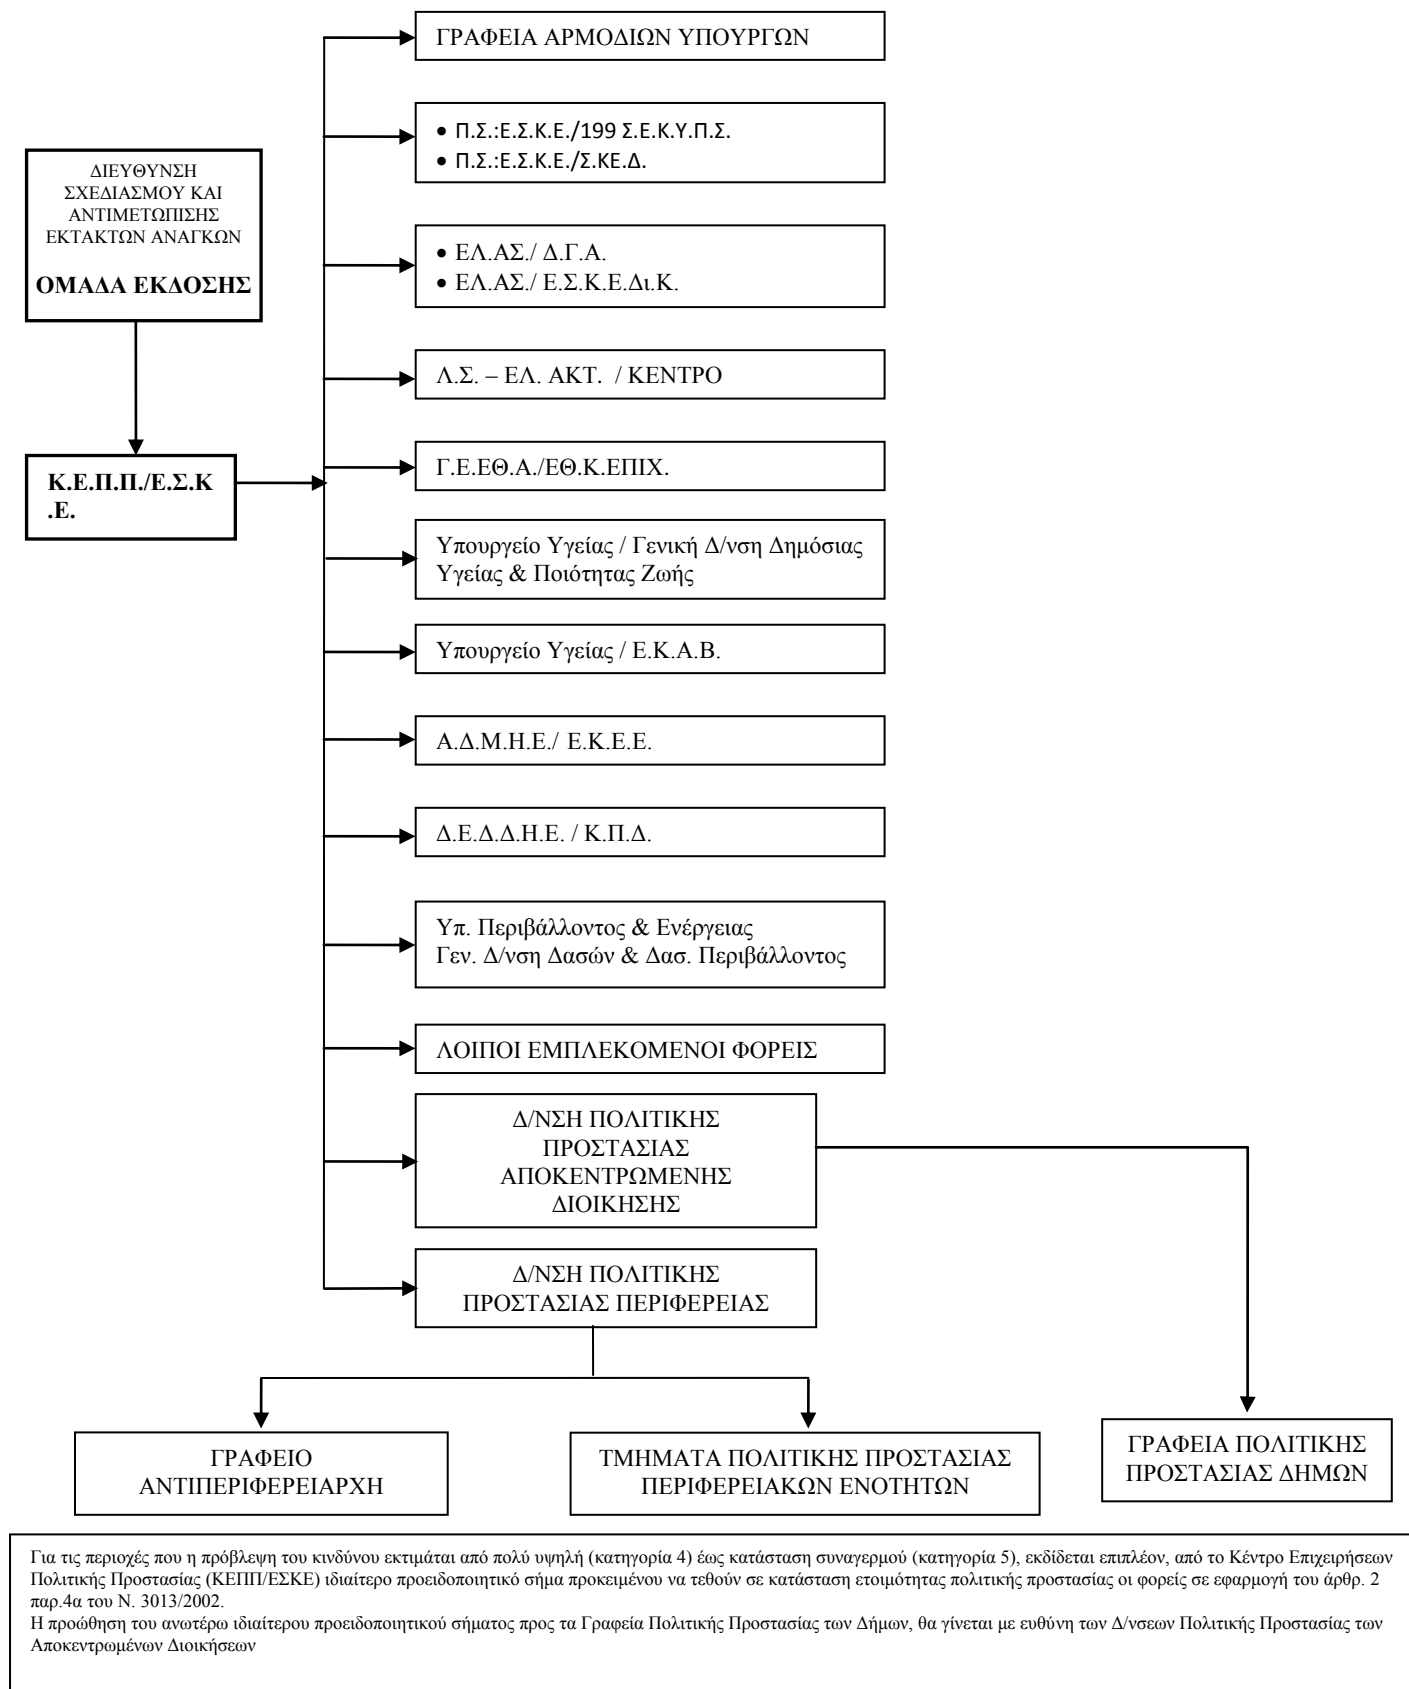 ΓΡΑΦΕΙΑ ΑΡΜΟΔΙΩΝ ΥΠΟΥΡΓΩΝ
• Π.Σ.:Ε.Σ.Κ.Ε./199 Σ.Ε.Κ.Υ.Π.Σ.
• Π.Σ.:Ε.Σ.Κ.Ε./Σ.ΚΕ.Δ.
ΔΙΕΥΘΥΝΣΗ
ΣΧΕΔΙΑΣΜΟΥ ΚΑΙ
ΑΝΤΙΜΕΤΩΠΙΣΗΣ
ΕΚΤΑΚΤΩΝ ΑΝΑΓΚΩΝ
ΟΜΑΔΑ ΕΚΔΟΣΗΣ
• ΕΛ.ΑΣ./ Δ.Γ.Α.
• ΕΛ.ΑΣ./ Ε.Σ.Κ.Ε.Δι.Κ.
Λ.Σ. – ΕΛ. ΑΚΤ. / ΚΕΝΤΡΟ
Κ.Ε.Π.Π./Ε.Σ.Κ
.Ε.
Γ.Ε.ΕΘ.Α./ΕΘ.Κ.ΕΠΙΧ.
Υπουργείο Υγείας / Γενική Δ/νση Δημόσιας
Υγείας & Ποιότητας Ζωής
Υπουργείο Υγείας / Ε.Κ.Α.Β.
Α.Δ.Μ.Η.Ε./ Ε.Κ.Ε.Ε.
Δ.Ε.Δ.Δ.Η.Ε. / Κ.Π.Δ.
Υπ. Περιβάλλοντος & Ενέργειας
Γεν. Δ/νση Δασών & Δασ. Περιβάλλοντος
ΛΟΙΠΟΙ ΕΜΠΛΕΚΟΜΕΝΟΙ ΦΟΡΕΙΣ
Δ/ΝΣΗ ΠΟΛΙΤΙΚΗΣ
ΠΡΟΣΤΑΣΙΑΣ
ΑΠΟΚΕΝΤΡΩΜΕΝΗΣ
ΔΙΟΙΚΗΣΗΣ
Δ/ΝΣΗ ΠΟΛΙΤΙΚΗΣ
ΠΡΟΣΤΑΣΙΑΣ ΠΕΡΙΦΕΡΕΙΑΣ
ΓΡΑΦΕΙΟ
ΑΝΤΙΠΕΡΙΦΕΡΕΙΑΡΧΗ
ΤΜΗΜΑΤΑ ΠΟΛΙΤΙΚΗΣ ΠΡΟΣΤΑΣΙΑΣ
ΠΕΡΙΦΕΡΕΙΑΚΩΝ ΕΝΟΤΗΤΩΝ
ΓΡΑΦΕΙΑ ΠΟΛΙΤΙΚΗΣ
ΠΡΟΣΤΑΣΙΑΣ ΔΗΜΩΝ
Για τις περιοχές που η πρόβλεψη του κινδύνου εκτιμάται από πολύ υψηλή (κατηγορία 4) έως κατάσταση συναγερμού (κατηγορία 5), εκδίδεται επιπλέον, από το Κέντρο Επιχειρήσεων
Πολιτικής Προστασίας (ΚΕΠΠ/ΕΣΚΕ) ιδιαίτερο προειδοποιητικό σήμα προκειμένου να τεθούν σε κατάσταση ετοιμότητας πολιτικής προστασίας οι φορείς σε εφαρμογή του άρθρ. 2
παρ.4α του Ν. 3013/2002.
Η προώθηση του ανωτέρω ιδιαίτερου προειδοποιητικού σήματος προς τα Γραφεία Πολιτικής Προστασίας των Δήμων, θα γίνεται με ευθύνη των Δ/νσεων Πολιτικής Προστασίας των
Αποκεντρωμένων Διοικήσεων